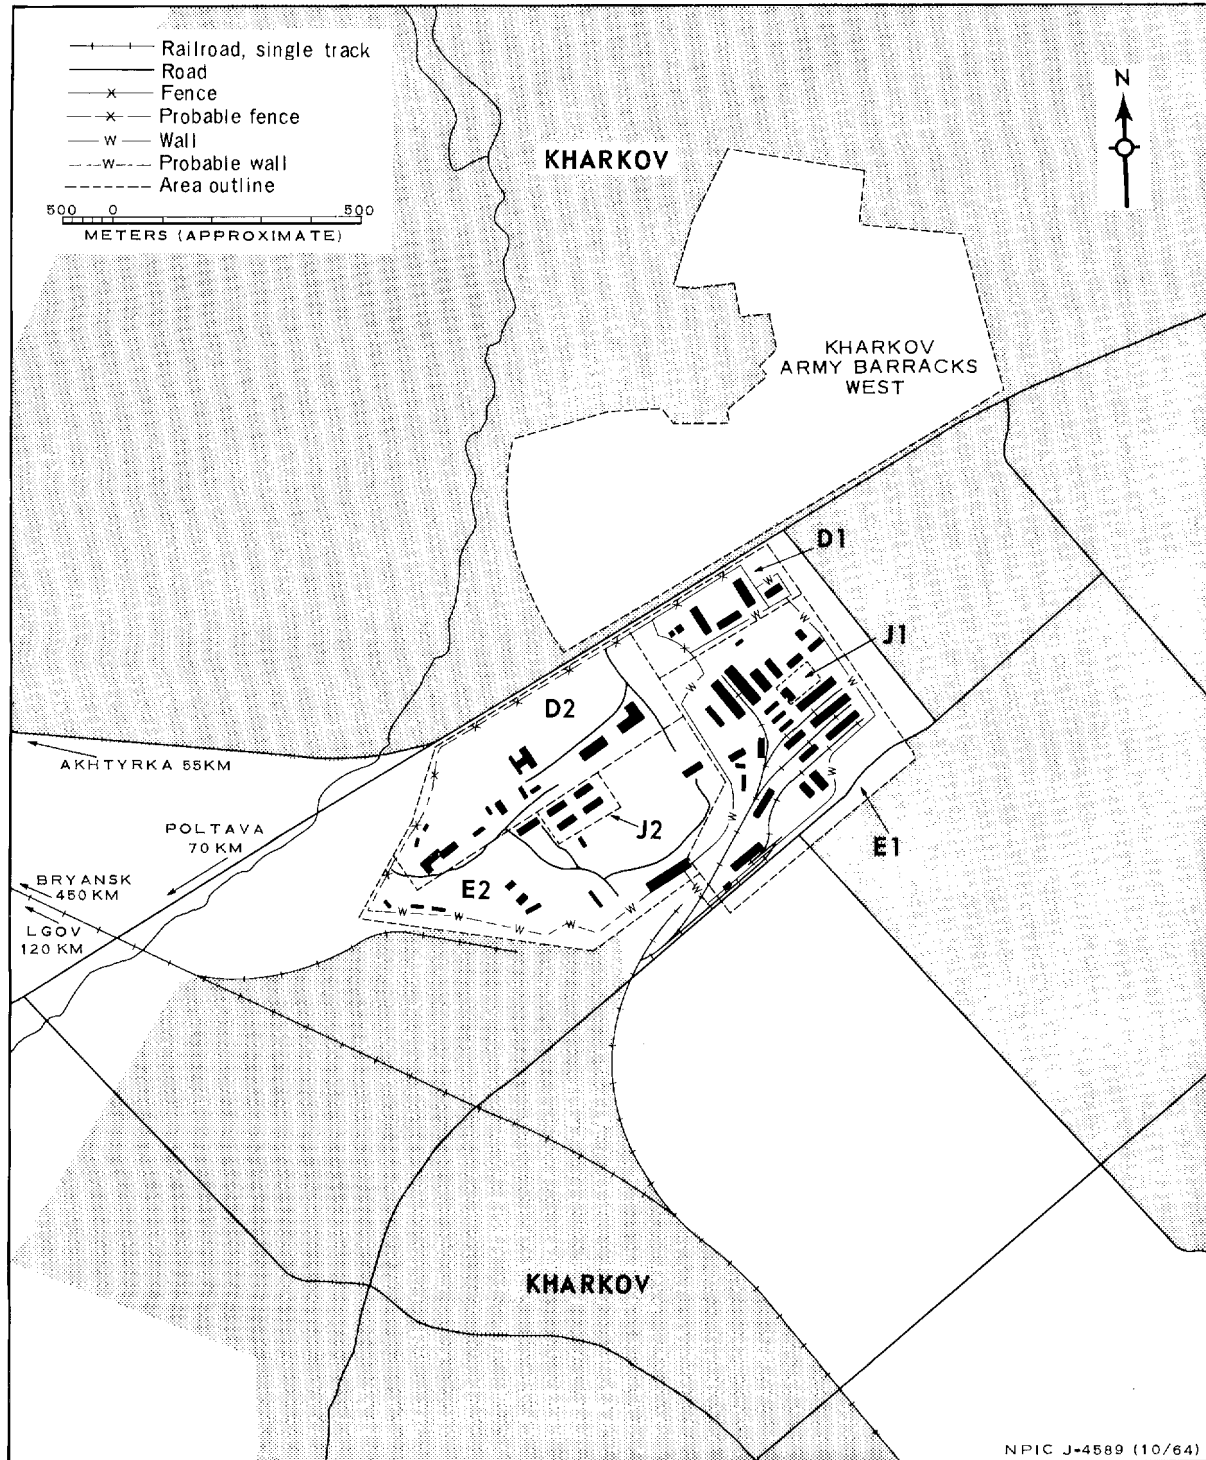 Railroad, single track
Road
Fence
Probable fence
Wall
Probable wall
Area outline
500 0 500
METERS (APPROXIMATE)
N
KHARKOV
KHARKOV
ARMY BARRACKS
WEST
D1
J1
D2
AKHTYRKA 55KM
POLTAVA
70 KM
J2
E1
BRYANSK
450 KM
E2
LGOV
120 KM
KHARKOV
NPIC J-4589 (10/64)